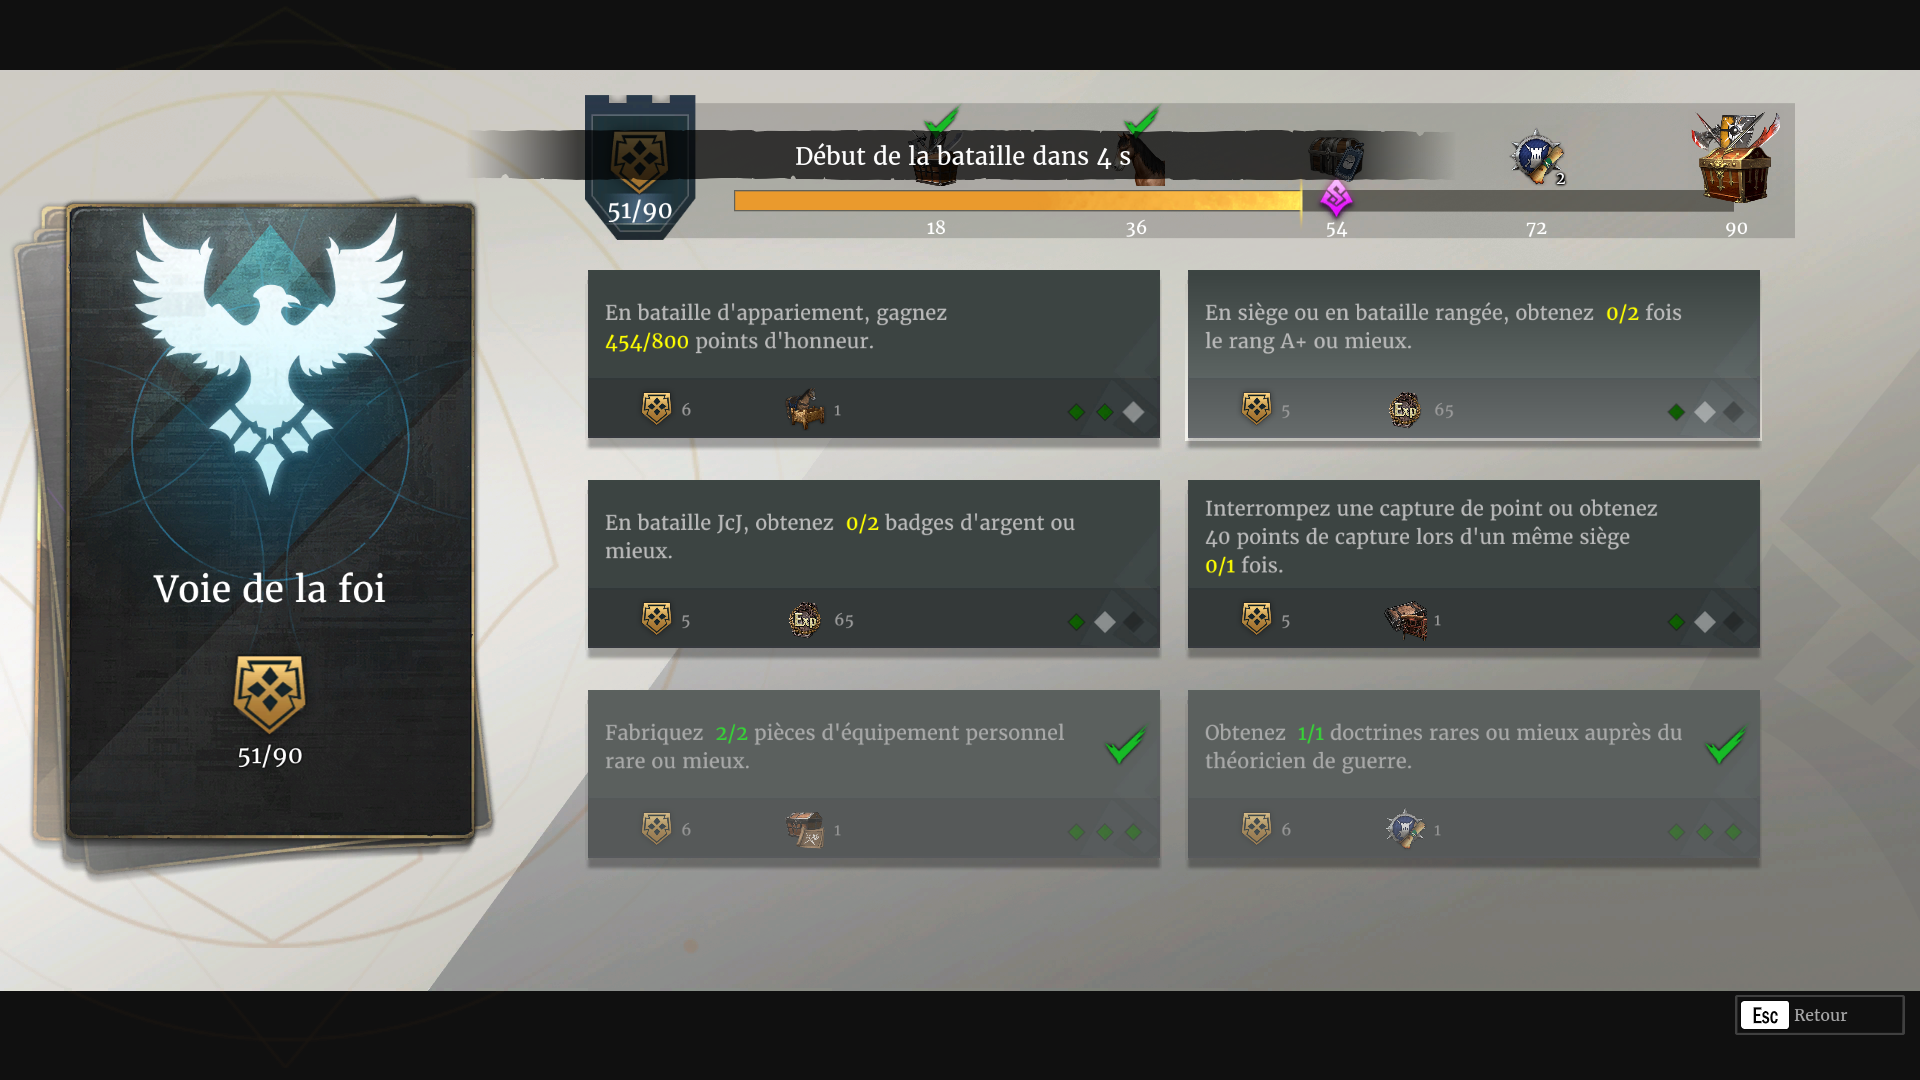 Début de la bataille dans 4 s
51/90
2
18
36
54
72
90
Voie de la foi
51/90
En bataille d'appariement, gagnez
454/800 points d'honneur.
6
1
En siège ou en bataille rangée, obtenez 0/2 fois
le rang A+ ou mieux.
5
Exp
65
En bataille JcJ, obtenez 0/2 badges d'argent ou
mieux.
5
Exp
65
Interrompez une capture de point ou obtenez
40 points de capture lors d'un même siège
0/1 fois.
5
1
Fabriquez 2/2 pièces d'équipement personnel
rare ou mieux.
6
1
Obtenez 1/1 doctrines rares ou mieux auprès du
théoricien de guerre.
6
1
Esc Retour